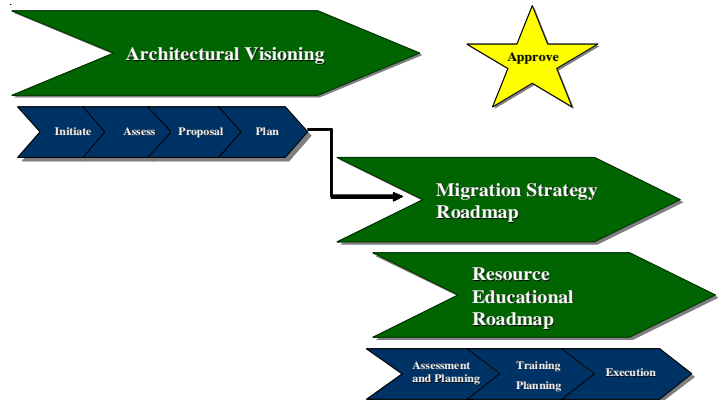 Architectural Visioning
Approve
Initiate
Assess
Proposal
Plan
Migration Strategy
Roadmap
Resource
Educational
Roadmap
Assessment
and Planning
Training
Planning
Execution